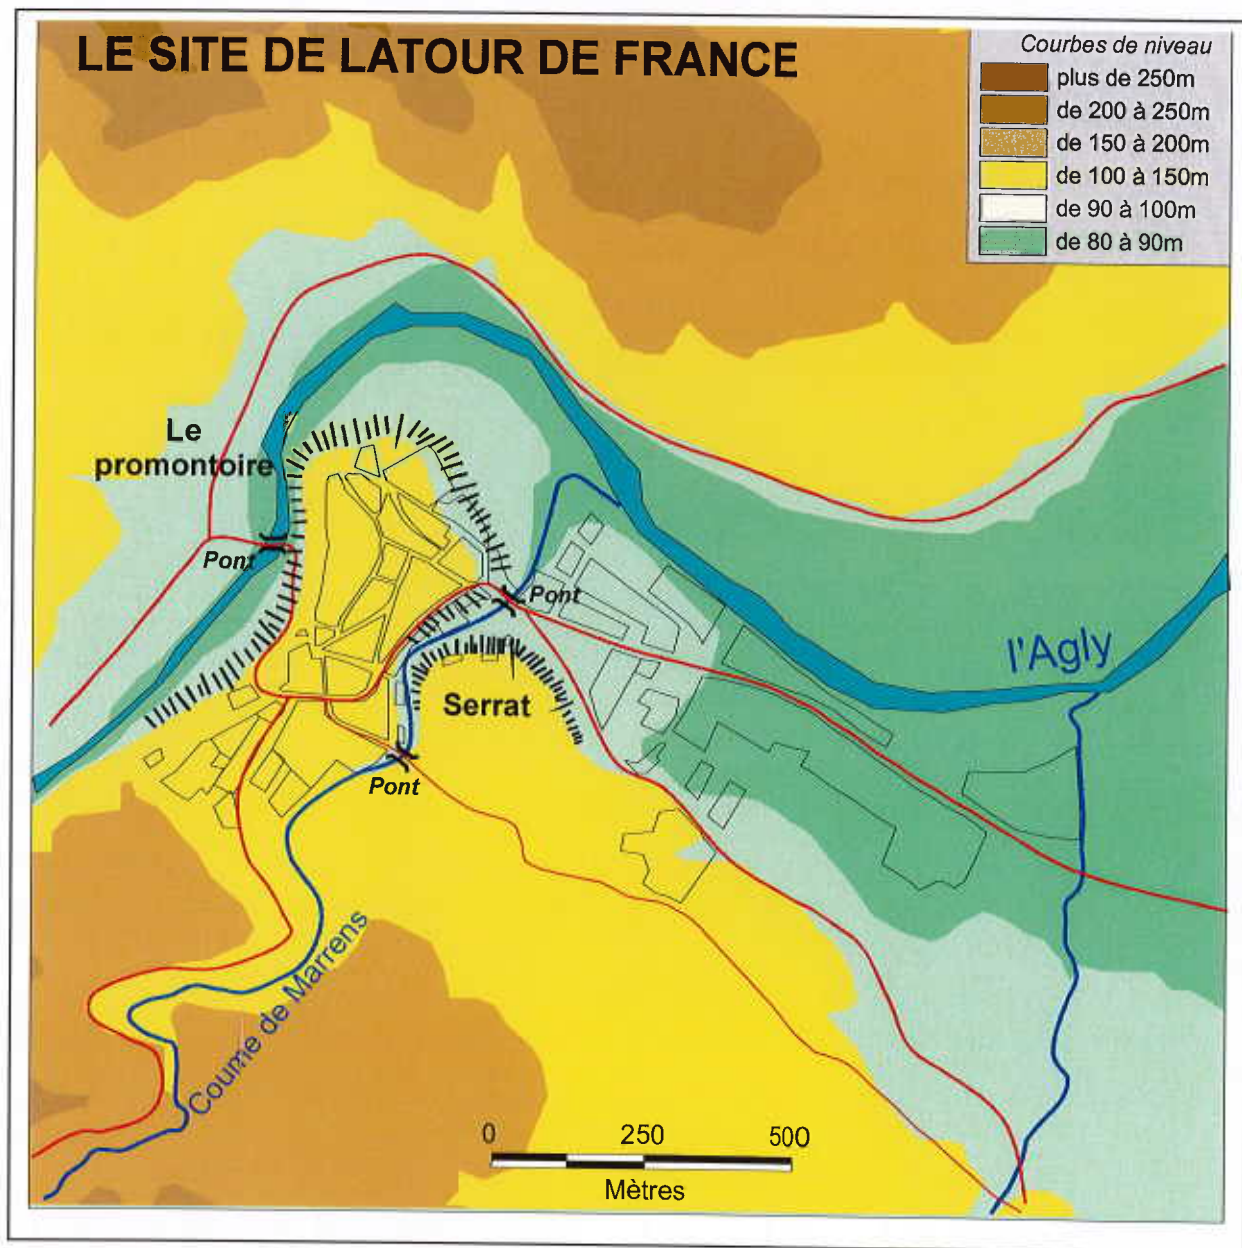 LE SITE DE LATOUR DE FRANCE
Courbes de niveau
plus de 250m
de 200 à 250m
de 150 à 200m
de 100 à 150m
de 90 à 100m
de 80 à 90m
Le
promontoire
Pont
Pont
l'Agly
Serrat
Pont
Coume de Marrens
0 250 500
Mètres